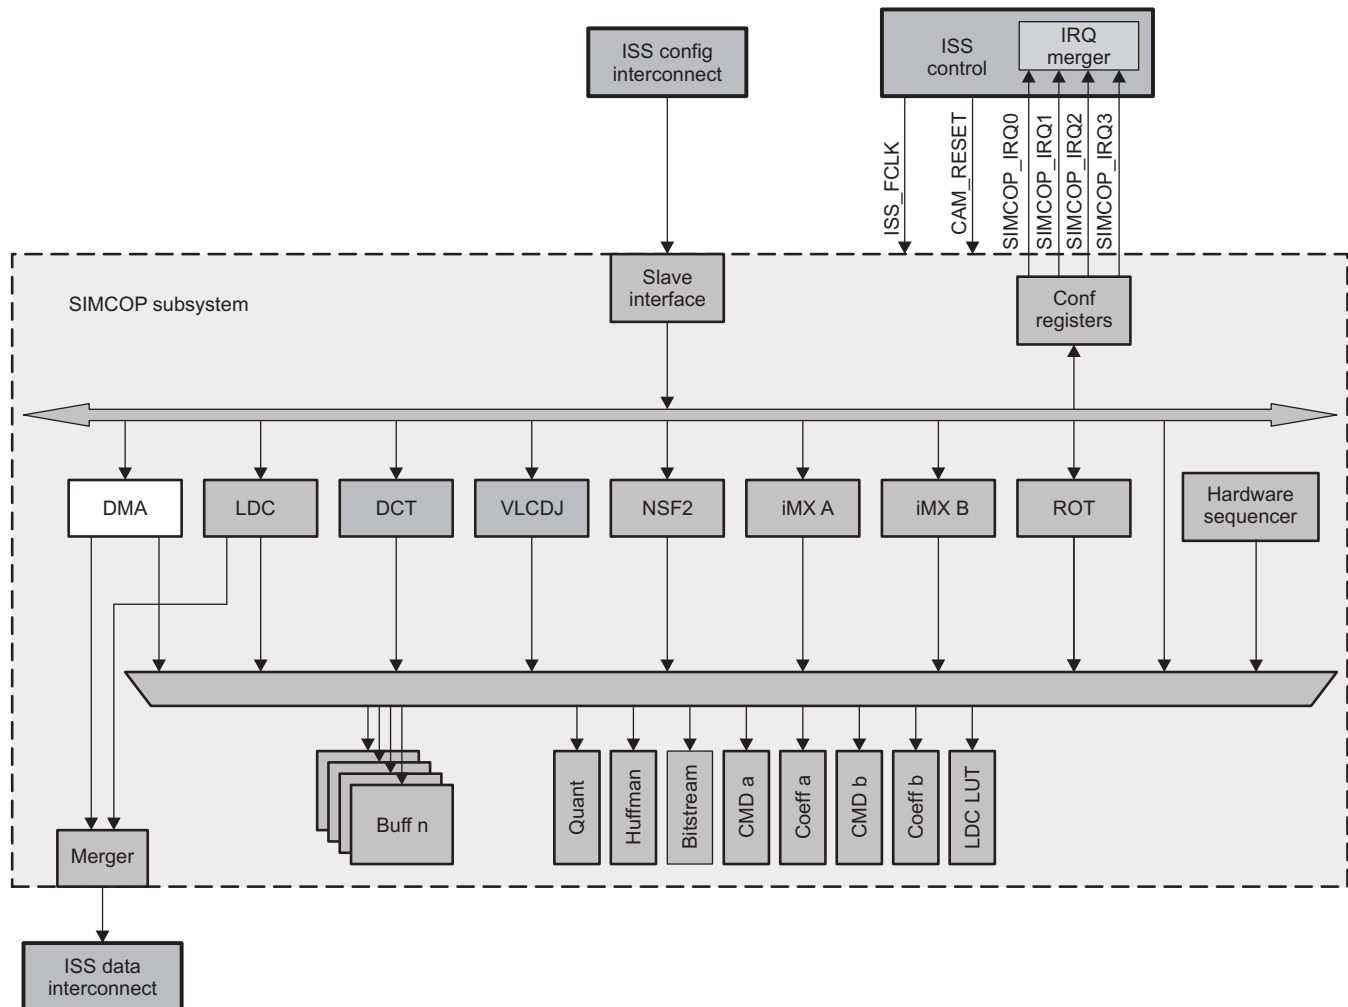 ISS config
interconnect
ISS
control
IRQ
merger
ISS_FCLK
CAM_RESET
SIMCOP_IRQ0
SIMCOP_IRQ1
SIMCOP_IRQ2
SIMCOP_IRQ3
SIMCOP subsystem
Slave
interface
Conf
registers
DMA
LDC
DCT
VLCDJ
NSF2
iMX A
iMX B
ROT
Hardware
sequencer
Buff n
Quant
Huffman
Bitstream
CMD a
Coeff a
CMD b
Coeff b
LDC LUT
Merger
ISS data
interconnect